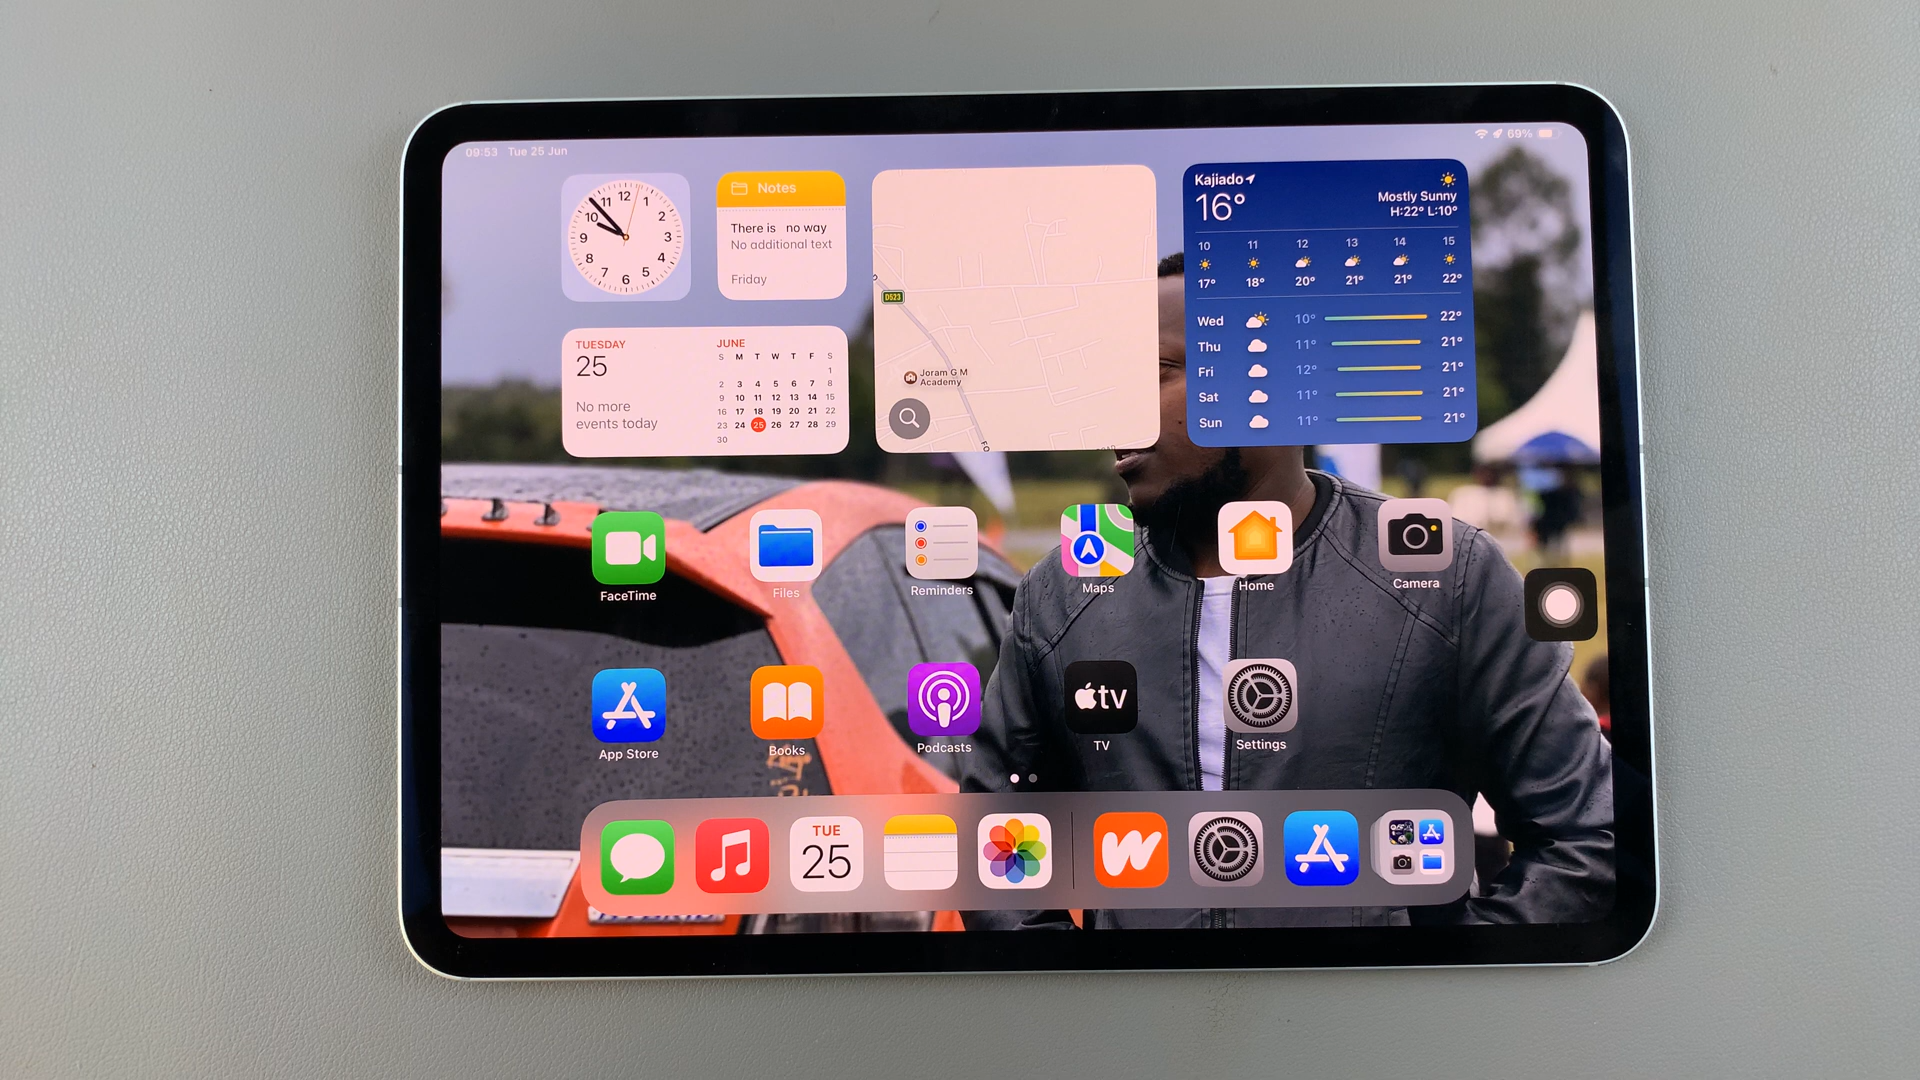 09:53 Tue 25 Jun
69%
12
1
2
3
4
5
6
7
8
9
10
11
Notes
There is no way
No additional text
Friday
D523
Joram G M
Academy
Kajiado
16°
Mostly Sunny
H:22° L:10°
10 11 12 13 14 15
17° 18° 20° 21° 21° 22°
Wed 10° 22°
Thu 11° 21°
Fri 12° 21°
Sat 11° 21°
Sun 11° 21°
TUESDAY
25
No more
events today
JUNE
S M T W T F S
1
2 3 4 5 6 7 8
9 10 11 12 13 14 15
16 17 18 19 20 21 22
23 24 25 26 27 28 29
30
FaceTime
Files
Reminders
Maps
Home
Camera
App Store
Books
Podcasts
tv
TV
Settings
TUE
25
W